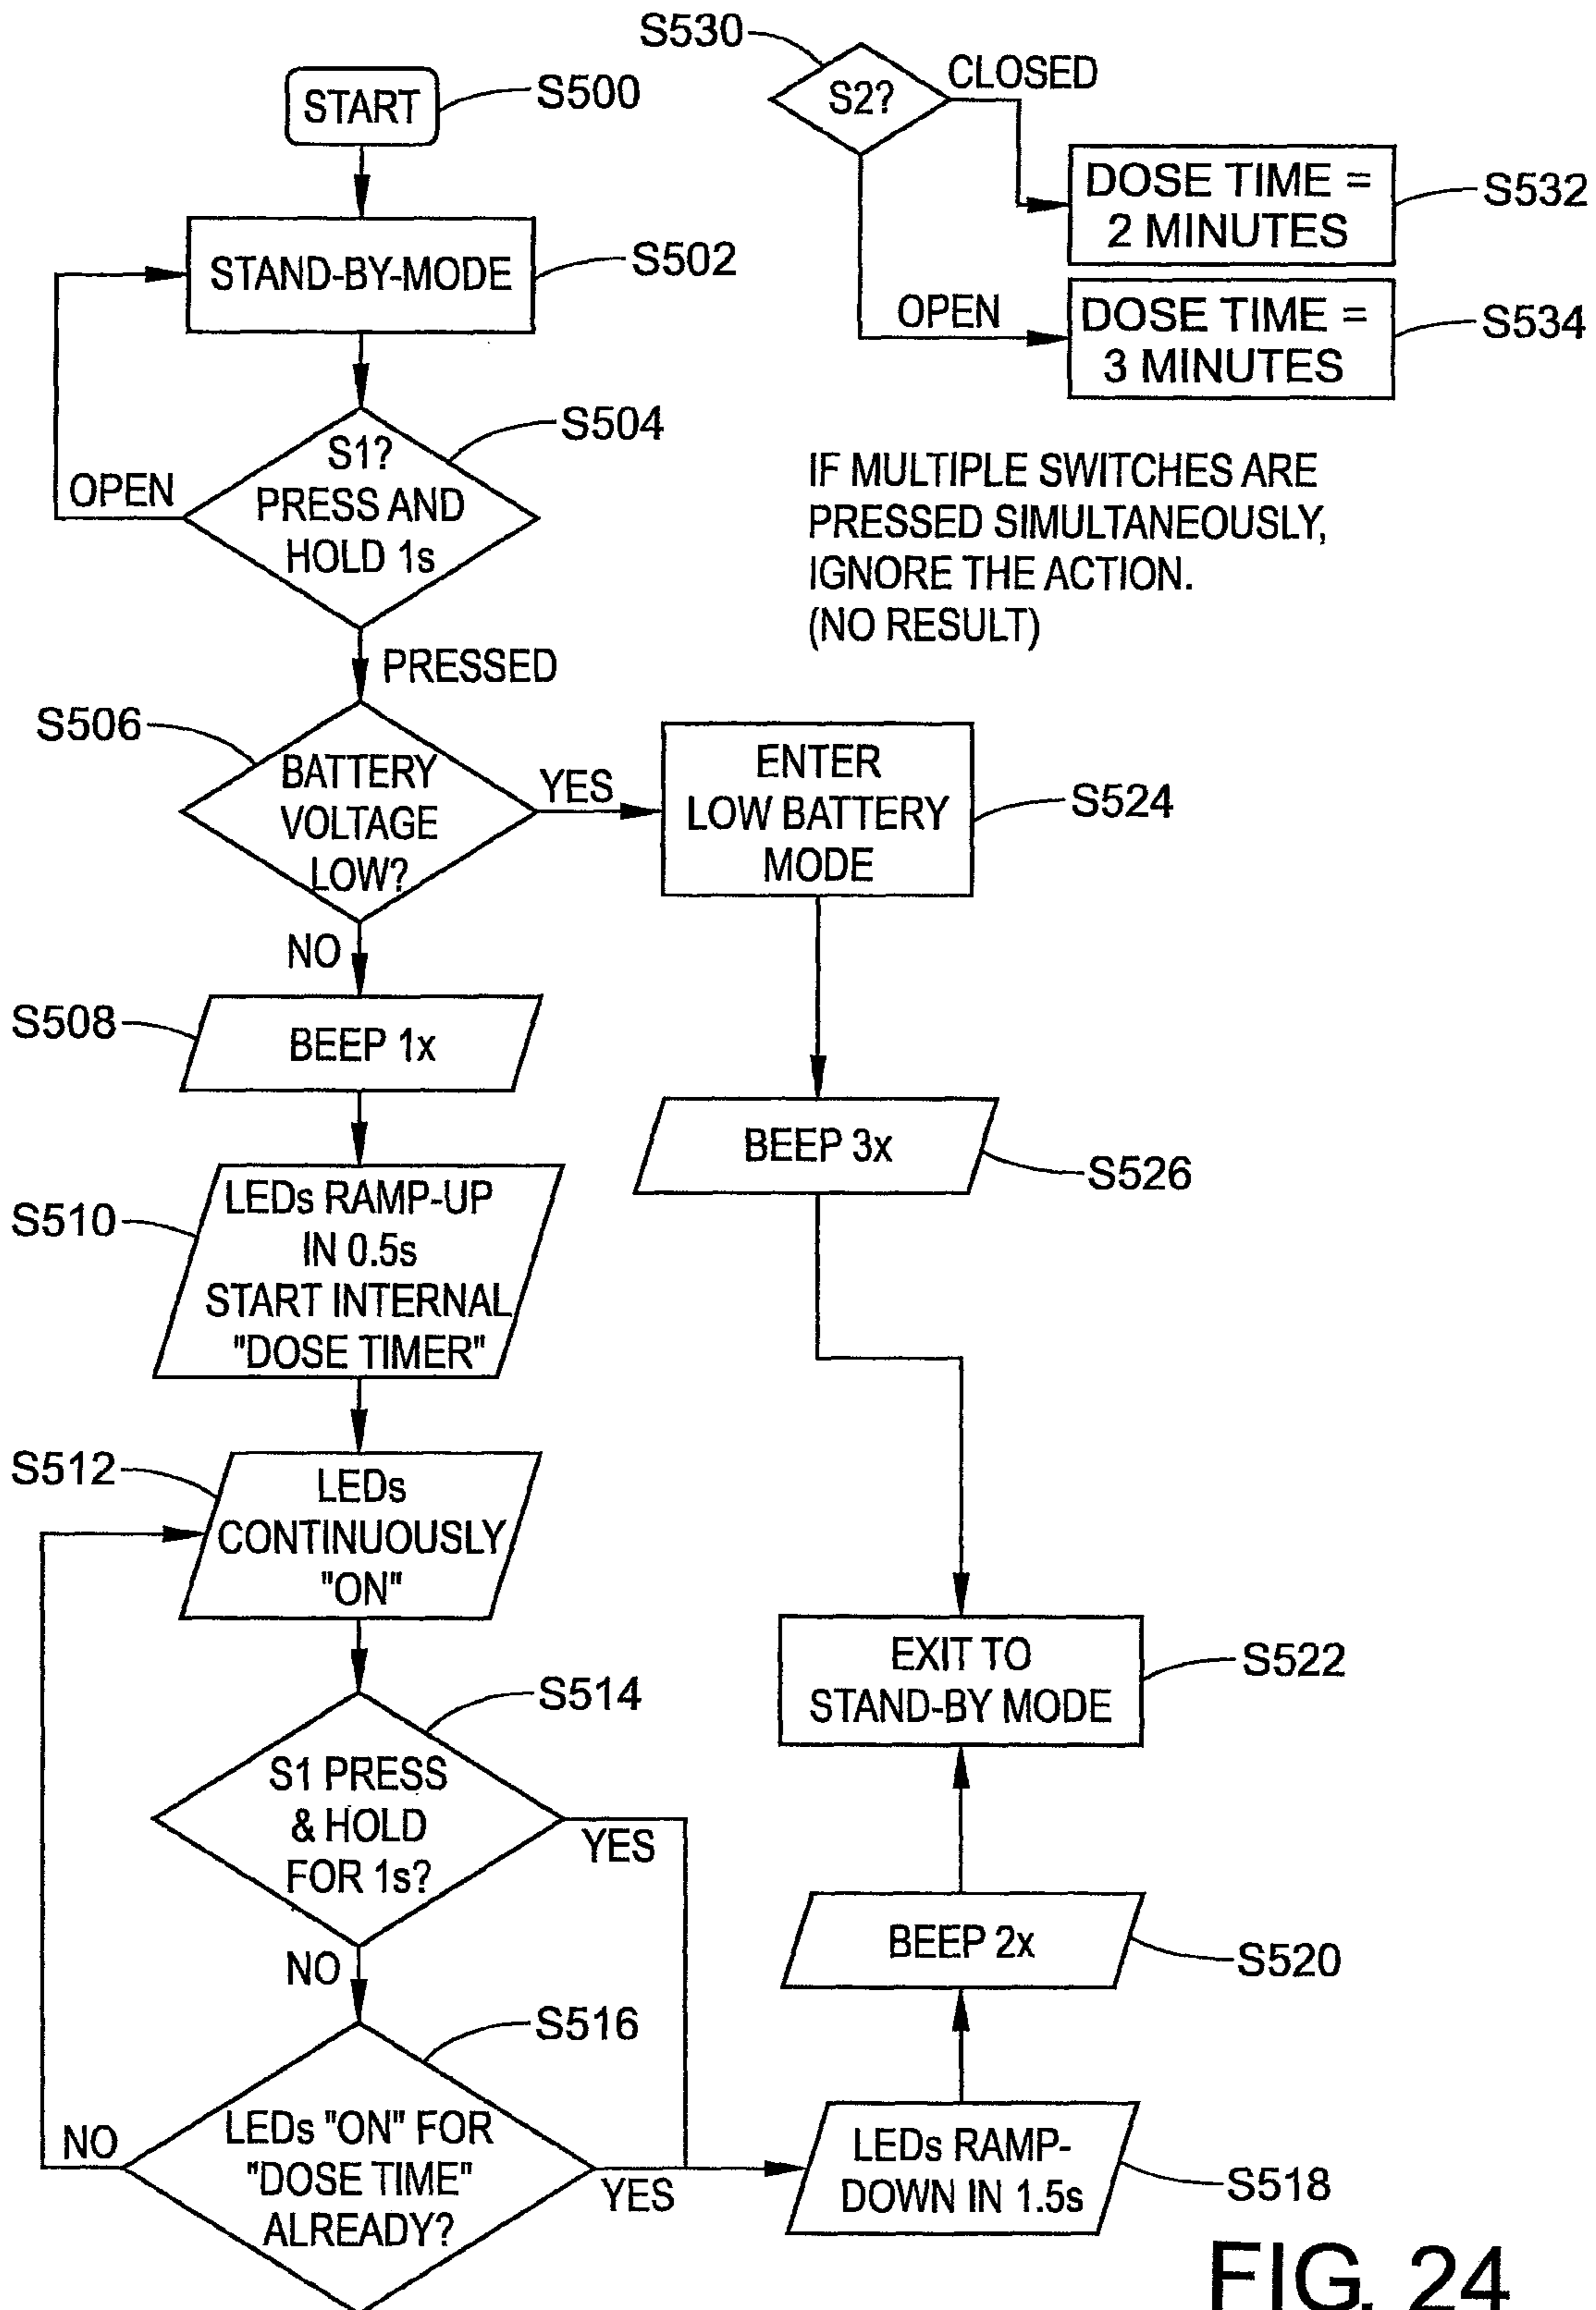 START
S500
STAND-BY-MODE
S502
S1?
PRESS AND
HOLD 1s
S504
OPEN
PRESSED
S506
BATTERY
VOLTAGE
LOW?
YES
NO
ENTER
LOW BATTERY
MODE
S524
S508
BEEP 1x
BEEP 3x
S526
S510
LEDs RAMP-UP
IN 0.5s
START INTERNAL
"DOSE TIMER"
S512
LEDs
CONTINUOUSLY
"ON"
S514
S1 PRESS
& HOLD
FOR 1s?
YES
NO
S516
LEDs "ON" FOR
"DOSE TIME"
ALREADY?
NO
YES
LEDs RAMP-
DOWN IN 1.5s
S518
BEEP 2x
S520
EXIT TO
STAND-BY MODE
S522
S530
S2?
CLOSED
DOSE TIME =
2 MINUTES
S532
OPEN
DOSE TIME =
3 MINUTES
S534
IF MULTIPLE SWITCHES ARE
PRESSED SIMULTANEOUSLY,
IGNORE THE ACTION.
(NO RESULT)
FIG. 24